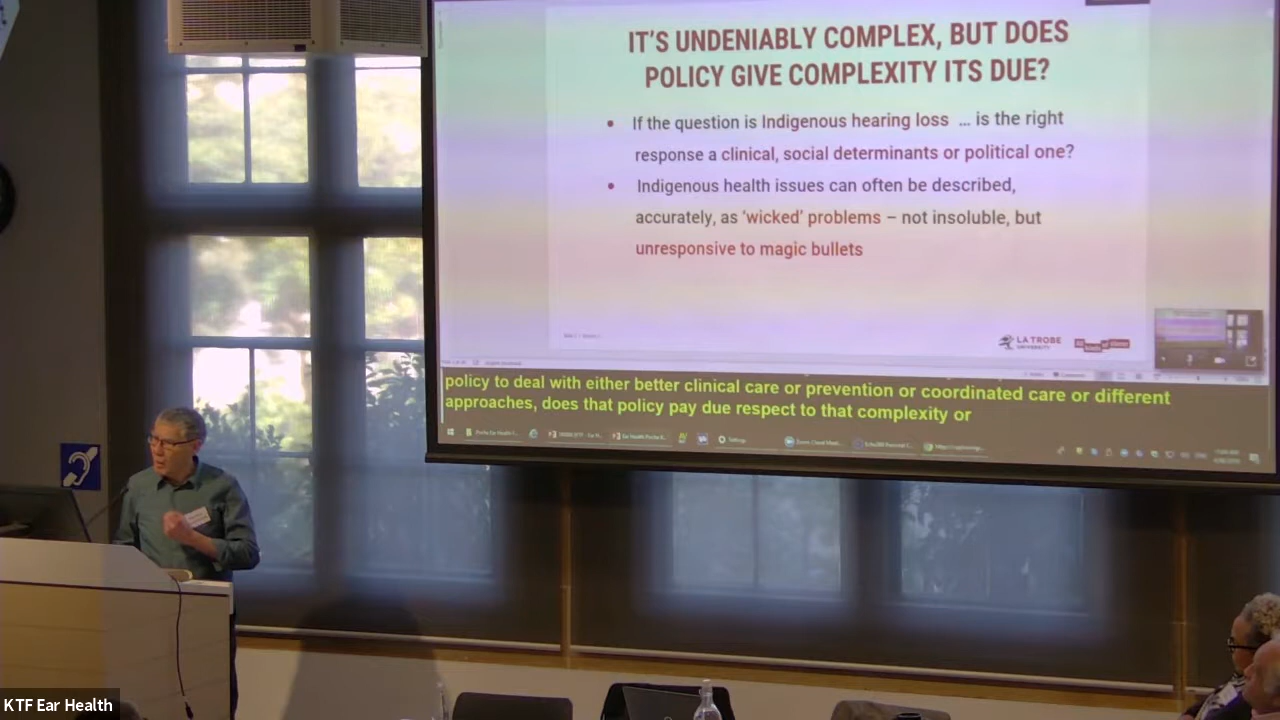 IT'S UNDENIABLY COMPLEX, BUT DOES
POLICY GIVE COMPLEXITY ITS DUE?
• If the question is Indigenous hearing loss ... is the right
response a clinical, social determinants or political one?
• Indigenous health issues can often be described,
accurately, as 'wicked' problems – not insoluble, but
unresponsive to magic bullets
LA TROBE
UNIVERSITY
policy to deal with either better clinical care or prevention or coordinated care or different
approaches, does that policy pay due respect to that complexity or
Settings
KTF Ear Health